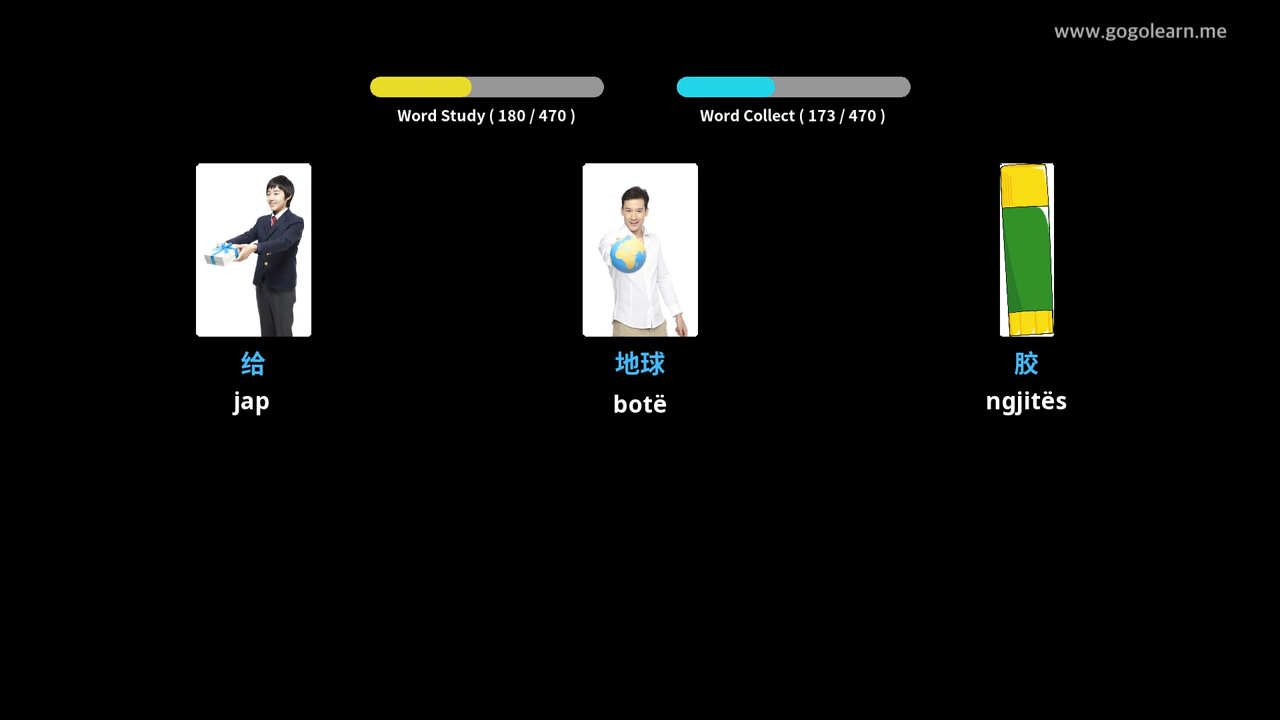 www.gogolearn.me
Word Study ( 180 / 470 )
Word Collect ( 173 / 470 )
给
地球
胶
jap
botë
ngjitës